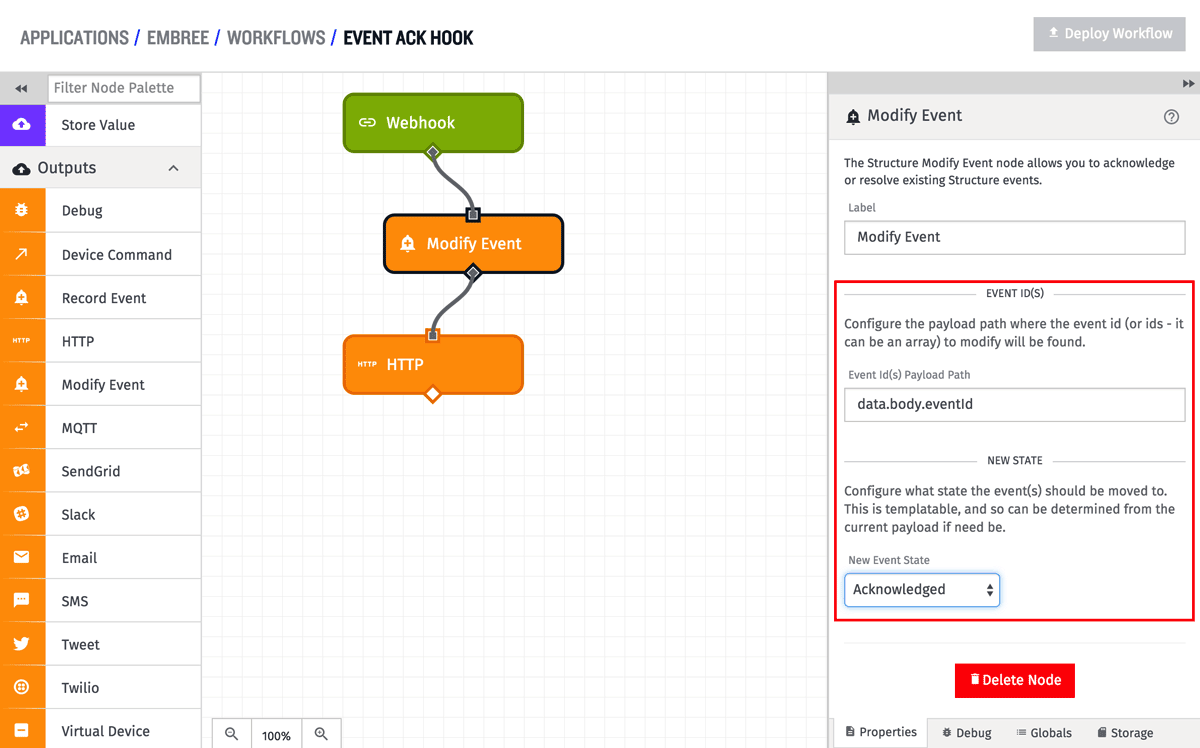 APPLICATIONS / EMBREE / WORKFLOWS / EVENT ACK HOOK
Deploy Workflow
Filter Node Palette
Store Value
Outputs
Debug
Device Command
Record Event
HTTP HTTP
Modify Event
MQTT
SendGrid
Slack
Email
SMS
Tweet
Twilio
Virtual Device
Webhook
Modify Event
HTTP HTTP
100%
Modify Event
The Structure Modify Event node allows you to acknowledge
or resolve existing Structure events.
Label
Modify Event
EVENT ID(S)
Configure the payload path where the event id (or ids - it
can be an array) to modify will be found.
Event Id(s) Payload Path
data.body.eventId
NEW STATE
Configure what state the event(s) should be moved to.
This is templatable, and so can be determined from the
current payload if need be.
New Event State
Acknowledged
Delete Node
Properties
Debug
Globals
Storage